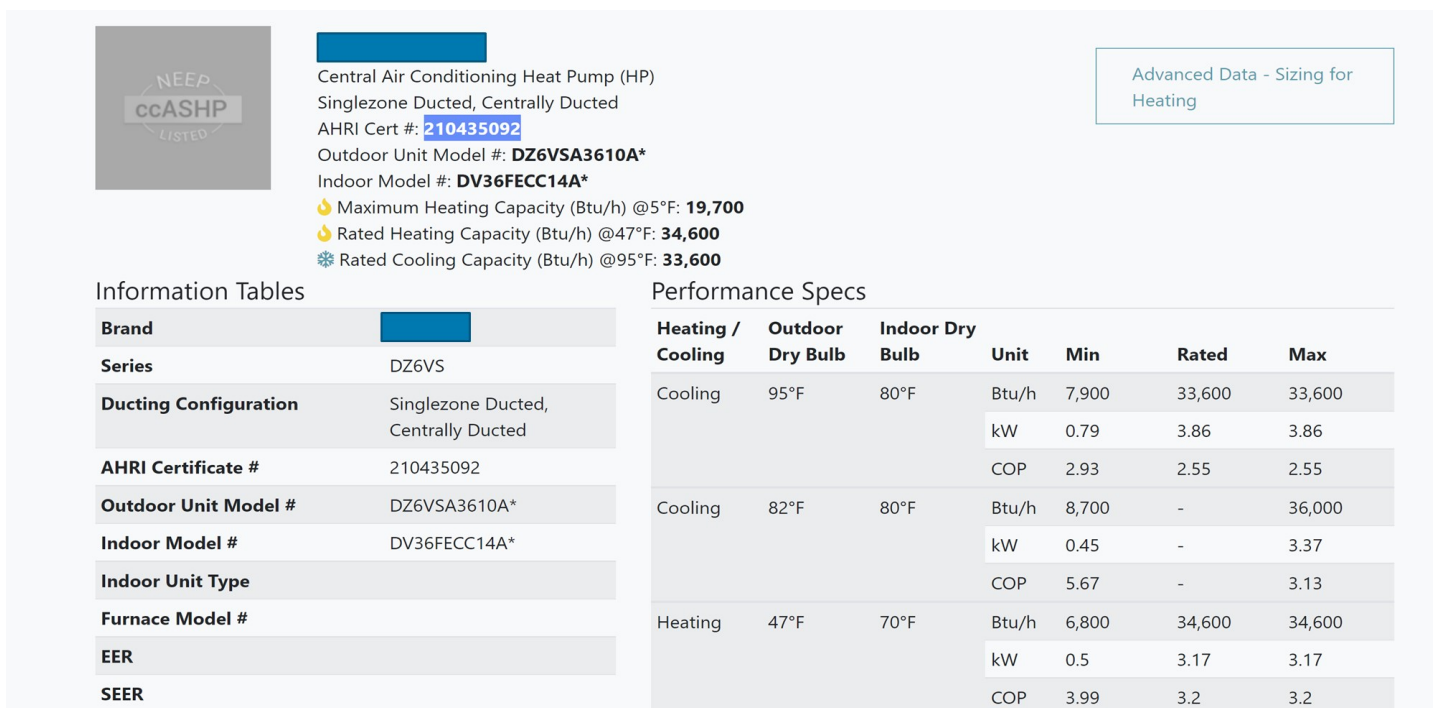 NEEP
ccASHP
LISTED
Central Air Conditioning Heat Pump (HP)
Singlezone Ducted, Centrally Ducted
AHRI Cert #: 210435092
Outdoor Unit Model #: DZ6VSA3610A*
Indoor Model #: DV36FECC14A*
Maximum Heating Capacity (Btu/h) @5°F: 19,700
Rated Heating Capacity (Btu/h) @47°F: 34,600
Rated Cooling Capacity (Btu/h) @95°F: 33,600
Advanced Data - Sizing for
Heating
Information Tables
Brand
Series DZ6VS
Ducting Configuration Singlezone Ducted,
Centrally Ducted
AHRI Certificate # 210435092
Outdoor Unit Model # DZ6VSA3610A*
Indoor Model # DV36FECC14A*
Indoor Unit Type
Furnace Model #
EER
SEER
Performance Specs
Heating / Outdoor Indoor Dry
Cooling Dry Bulb Bulb Unit Min Rated Max
Cooling 95°F 80°F Btu/h 7,900 33,600 33,600
kW 0.79 3.86 3.86
COP 2.93 2.55 2.55
Cooling 82°F 80°F Btu/h 8,700 - 36,000
kW 0.45 - 3.37
COP 5.67 - 3.13
Heating 47°F 70°F Btu/h 6,800 34,600 34,600
kW 0.5 3.17 3.17
COP 3.99 3.2 3.2